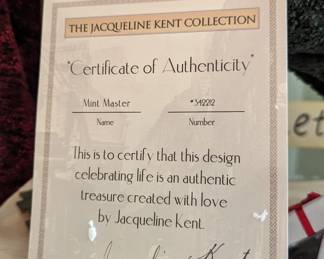 THE JACQUELINE KENT COLLECTION
"Certificate of Authenticity"
Mint Master
Name
Number
This is to certify that this design
celebrating life is an authentic
treasure created with love
by Jacqueline Kent.
et